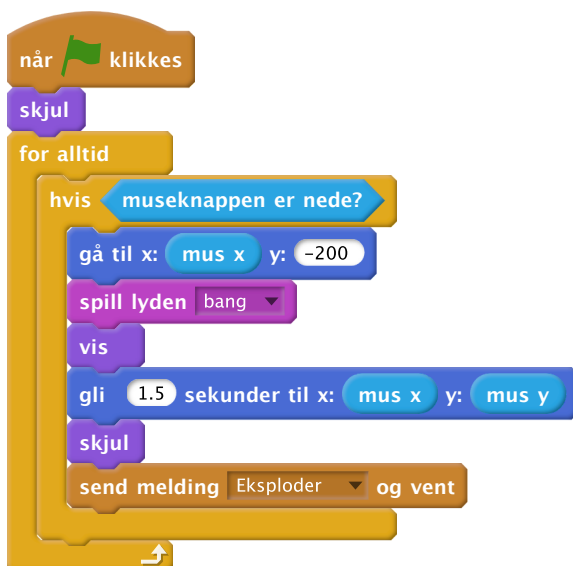 når klikkes
skjul
for alltid
hvis museknappen er nede?
gå til x: mus x y: -200
spill lyden bang
vis
gli 1.5 sekunder til x: mus x y: mus y
skjul
send melding Eksploder og vent